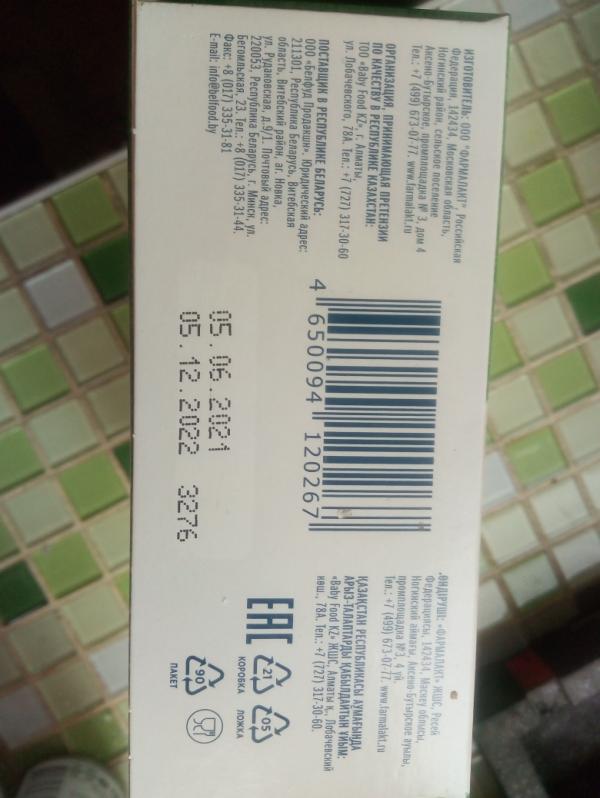 ИЗГОТОВИТЕЛЬ: ООО "ФАРМАЛАКТ" Российская
Федерация, 142434, Московская область,
Ногинский район, сельское поселение
Аксено-Бутырское, промплощадка № 3, дом 4
Тел.: +7 (499) 673-07-77. www.farmalakt.ru
ОРГАНИЗАЦИЯ, ПРИНИМАЮЩАЯ ПРЕТЕНЗИИ
ПО КАЧЕСТВУ В РЕСПУБЛИКЕ КАЗАХСТАН:
ТОО «Baby Food KZ», г. Алматы,
ул. Лобачевского, 78А. Тел.: +7 (727) 317-30-60
ПОСТАВЩИК В РЕСПУБЛИКЕ БЕЛАРУСЬ:
ООО «Белфуд Продакшн». Юридический адрес:
211301, Республика Беларусь, Витебская
область, Витебский район, аг. Новка,
ул. Рудаковская, д.9/1. Почтовый адрес:
220053, Республика Беларусь, г. Минск, ул.
Бегомльская, 23. Тел.: +8 (017) 335-31-44.
Факс: +8 (017) 335-31-81
E-mail: info@belfood.by
4 650094 120267
05.06.2021
05.12.2022 3276
ӨНДІРУШІ: «ФАРМАЛАКТ» ЖШС, Ресей
Федерациясы, 142434, Мәскеу облысы,
Ногинский аймағы, Аксено-Бутырское ауылы,
промплощадка №3, 4 үй.
Тел.: +7 (499) 673-07-77. www.farmalakt.ru
ҚАЗАҚСТАН РЕСПУБЛИКАСЫ АУМАҒЫНДА
АРЫЗ-ТАЛАПТАРДЫ ҚАБЫЛДАЙТЫН ҰЙЫМ:
«Baby Food KZ» ЖШС, Алматы қ., Лобачевский
көш., 78А. Тел.: +7 (727) 317-30-60.
EAC
21
КОРОБКА
05
ЛОЖКА
90
ПАКЕТ